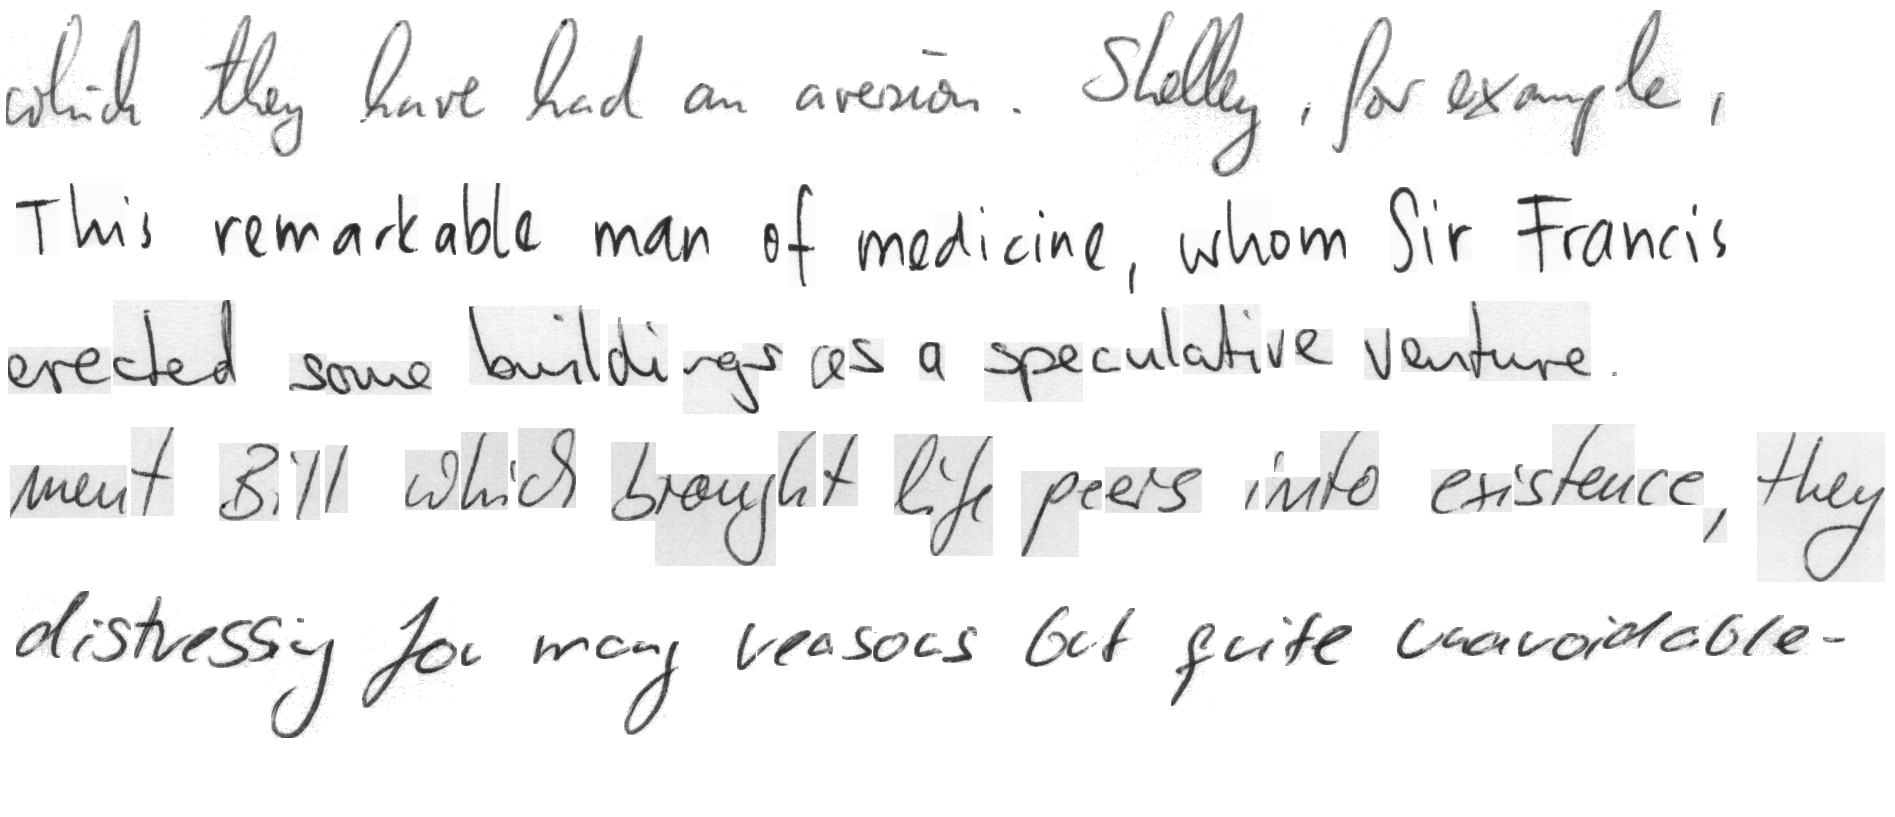 which they have had an aversion. Shelley, for example,
This remarkable man of medicine, whom Sir Francis
erected some buildings as a speculative venture.
ment Bill which brought life peers into existence, they
distressing for many reasons but quite unavoidable-